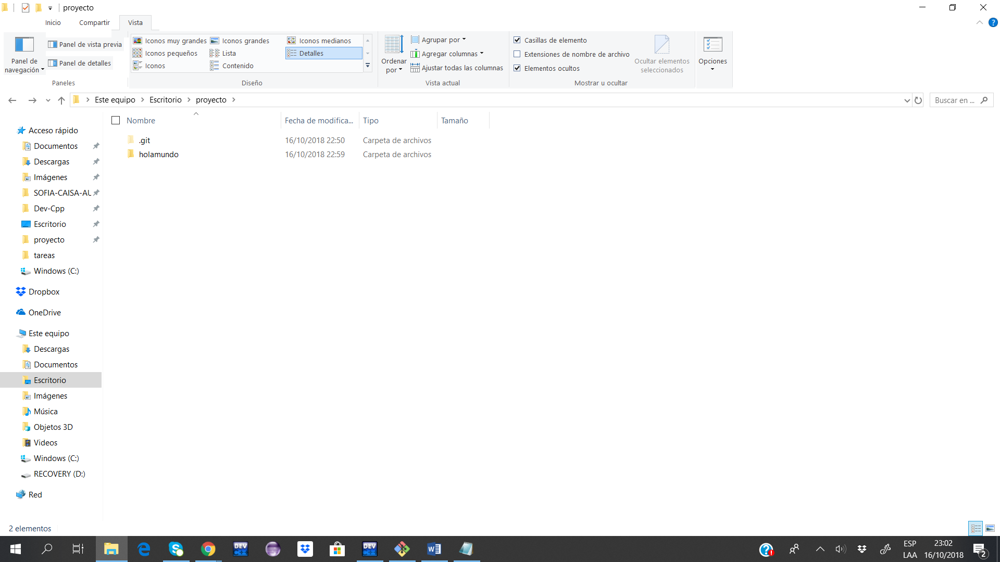 proyecto
Inicio Compartir Vista
Panel de navegación
Panel de vista previa
Panel de detalles
Paneles
Iconos muy grandes Iconos grandes Iconos medianos
Iconos pequeños Lista Detalles
Iconos Contenido
Diseño
Ordenar por
Agrupar por
Agregar columnas
Ajustar todas las columnas
Vista actual
Casillas de elemento
Extensiones de nombre de archivo
Elementos ocultos
Ocultar elementos
seleccionados
Mostrar u ocultar
Opciones
Este equipo Escritorio proyecto
Buscar en ...
Nombre Fecha de modifica... Tipo Tamaño
.git 16/10/2018 22:50 Carpeta de archivos
holamundo 16/10/2018 22:59 Carpeta de archivos
Acceso rápido
Documentos
Descargas
Imágenes
SOFIA-CAISA-AU
Dev-Cpp
Escritorio
proyecto
tareas
Windows (C:)
Dropbox
OneDrive
Este equipo
Descargas
Documentos
Escritorio
Imágenes
Música
Objetos 3D
Videos
Windows (C:)
RECOVERY (D:)
Red
2 elementos
DEV C++
DEV C++
ESP
LAA
23:02
16/10/2018
2